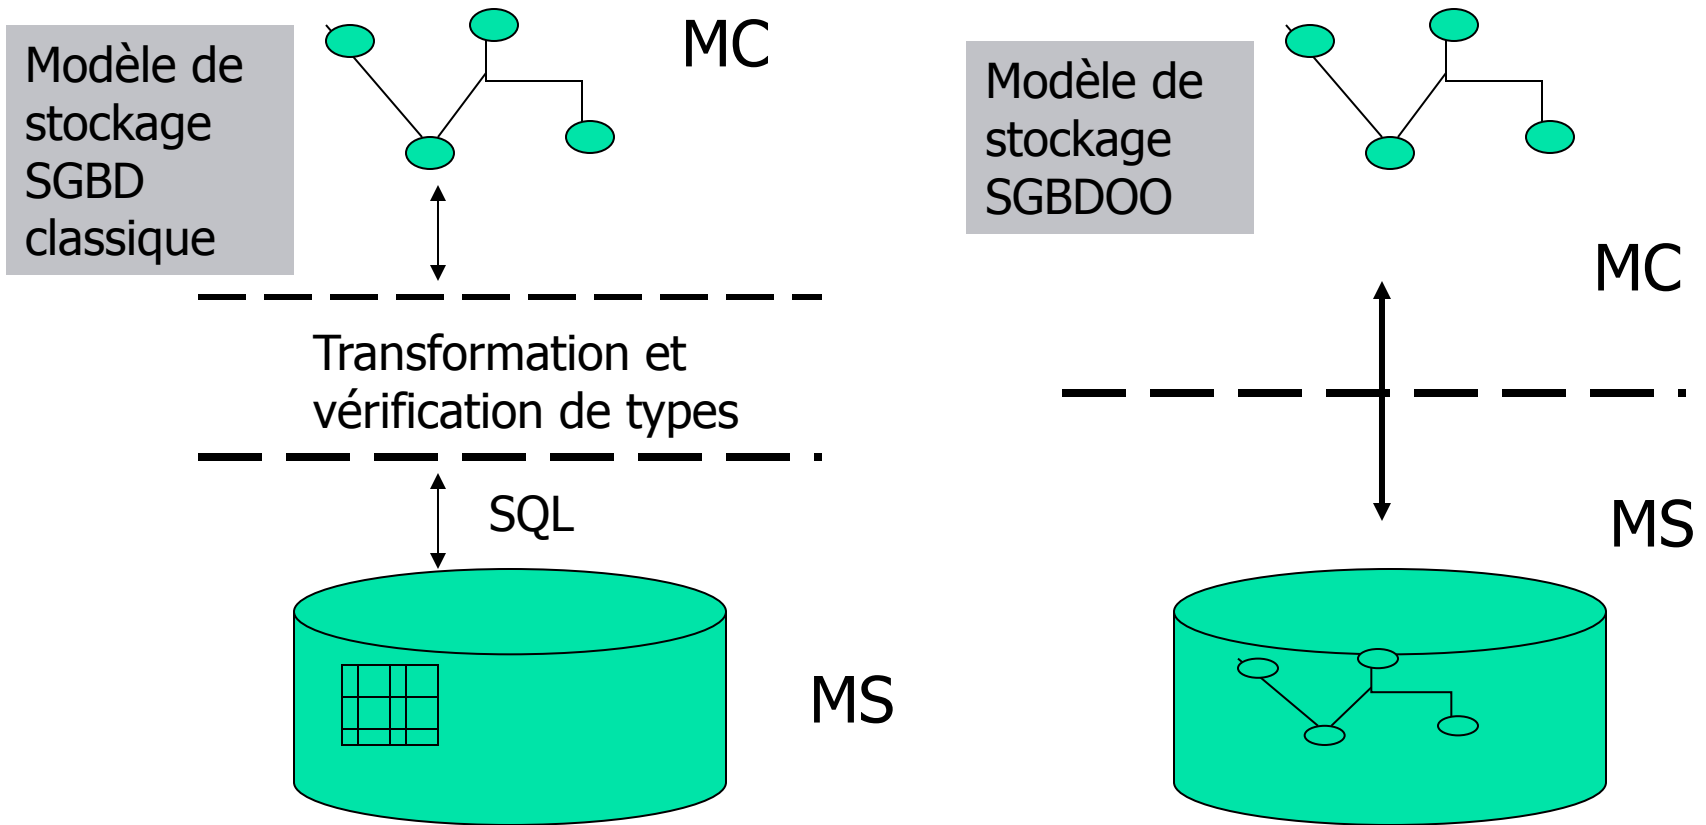 Modèle de
stockage
SGBD
classique
MC
Transformation et
vérification de types
SQL
MS
Modèle de
stockage
SGBDOO
MC
MS